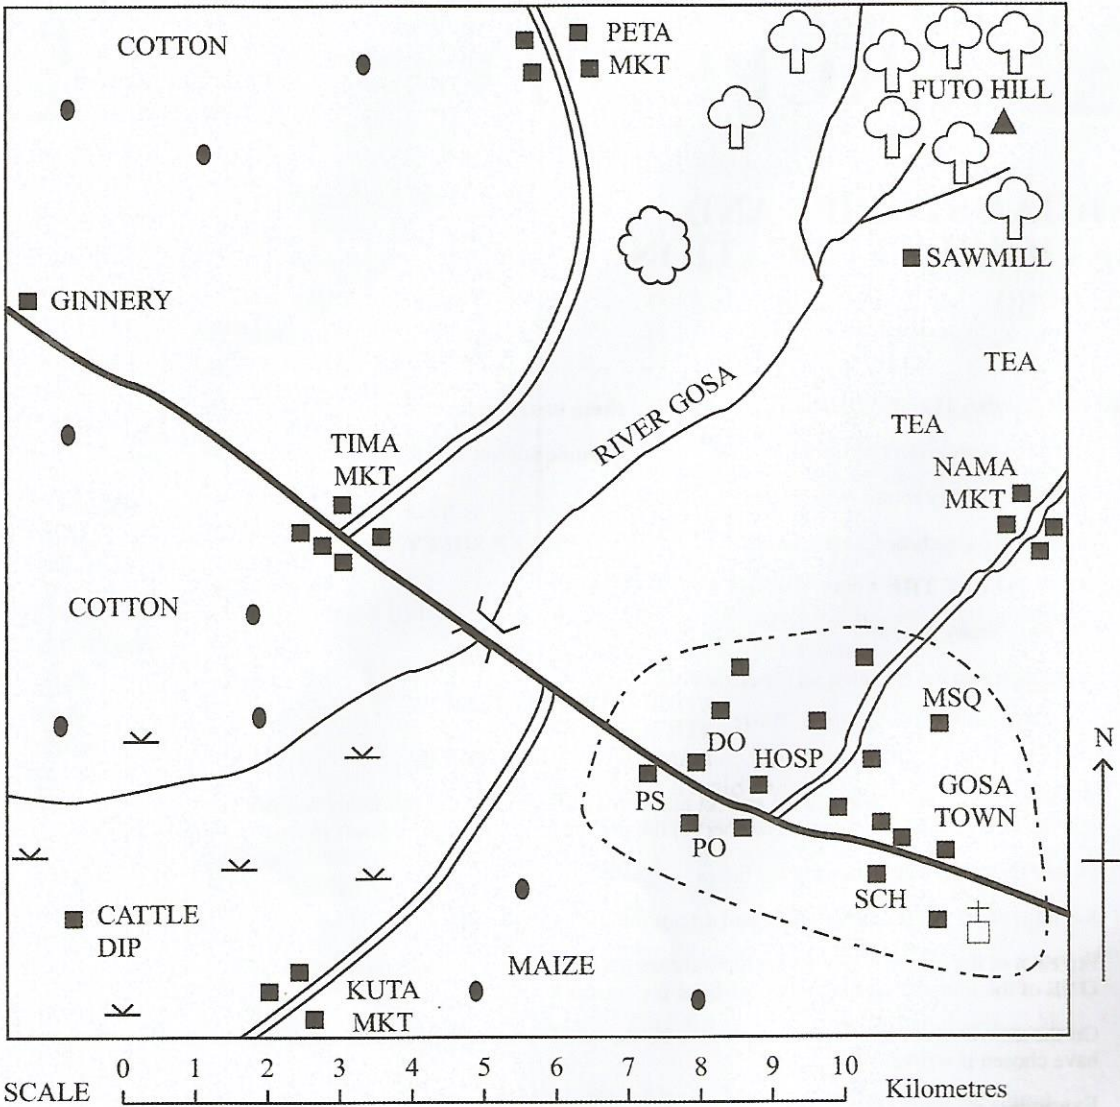 COTTON
PETA
MKT
FUTO HILL
SAWMILL
GINNERY
TEA
RIVER GOSA
TEA
TIMA
MKT
NAMA
MKT
COTTON
MSQ
DO
HOSP
PS
GOSA
TOWN
PO
SCH
CATTLE
DIP
MAIZE
KUTA
MKT
N
SCALE 0 1 2 3 4 5 6 7 8 9 10 Kilometres